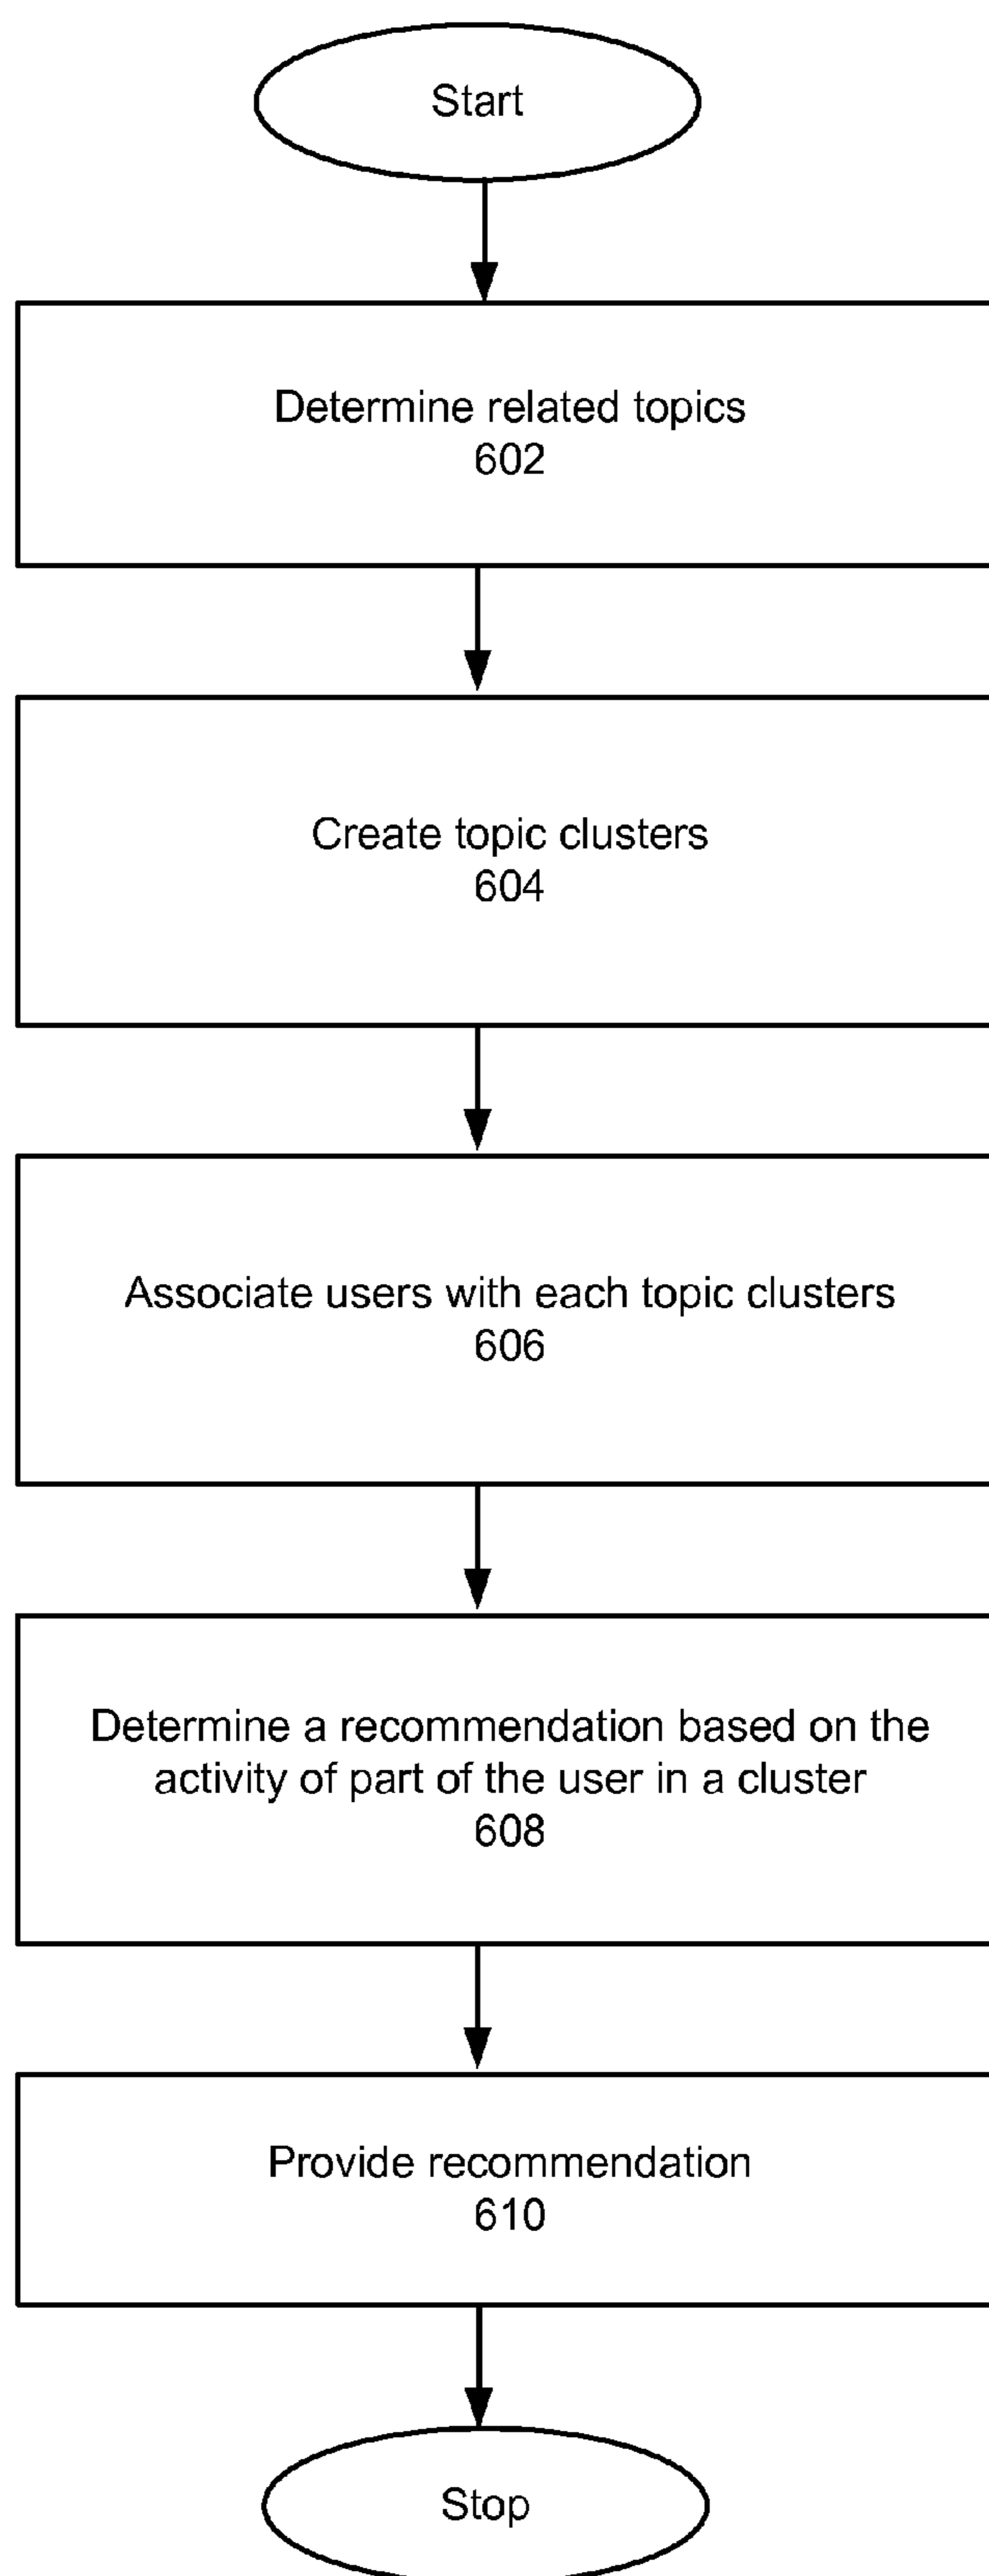 Start
Determine related topics
602
Create topic clusters
604
Associate users with each topic clusters
606
Determine a recommendation based on the
activity of part of the user in a cluster
608
Provide recommendation
610
Stop